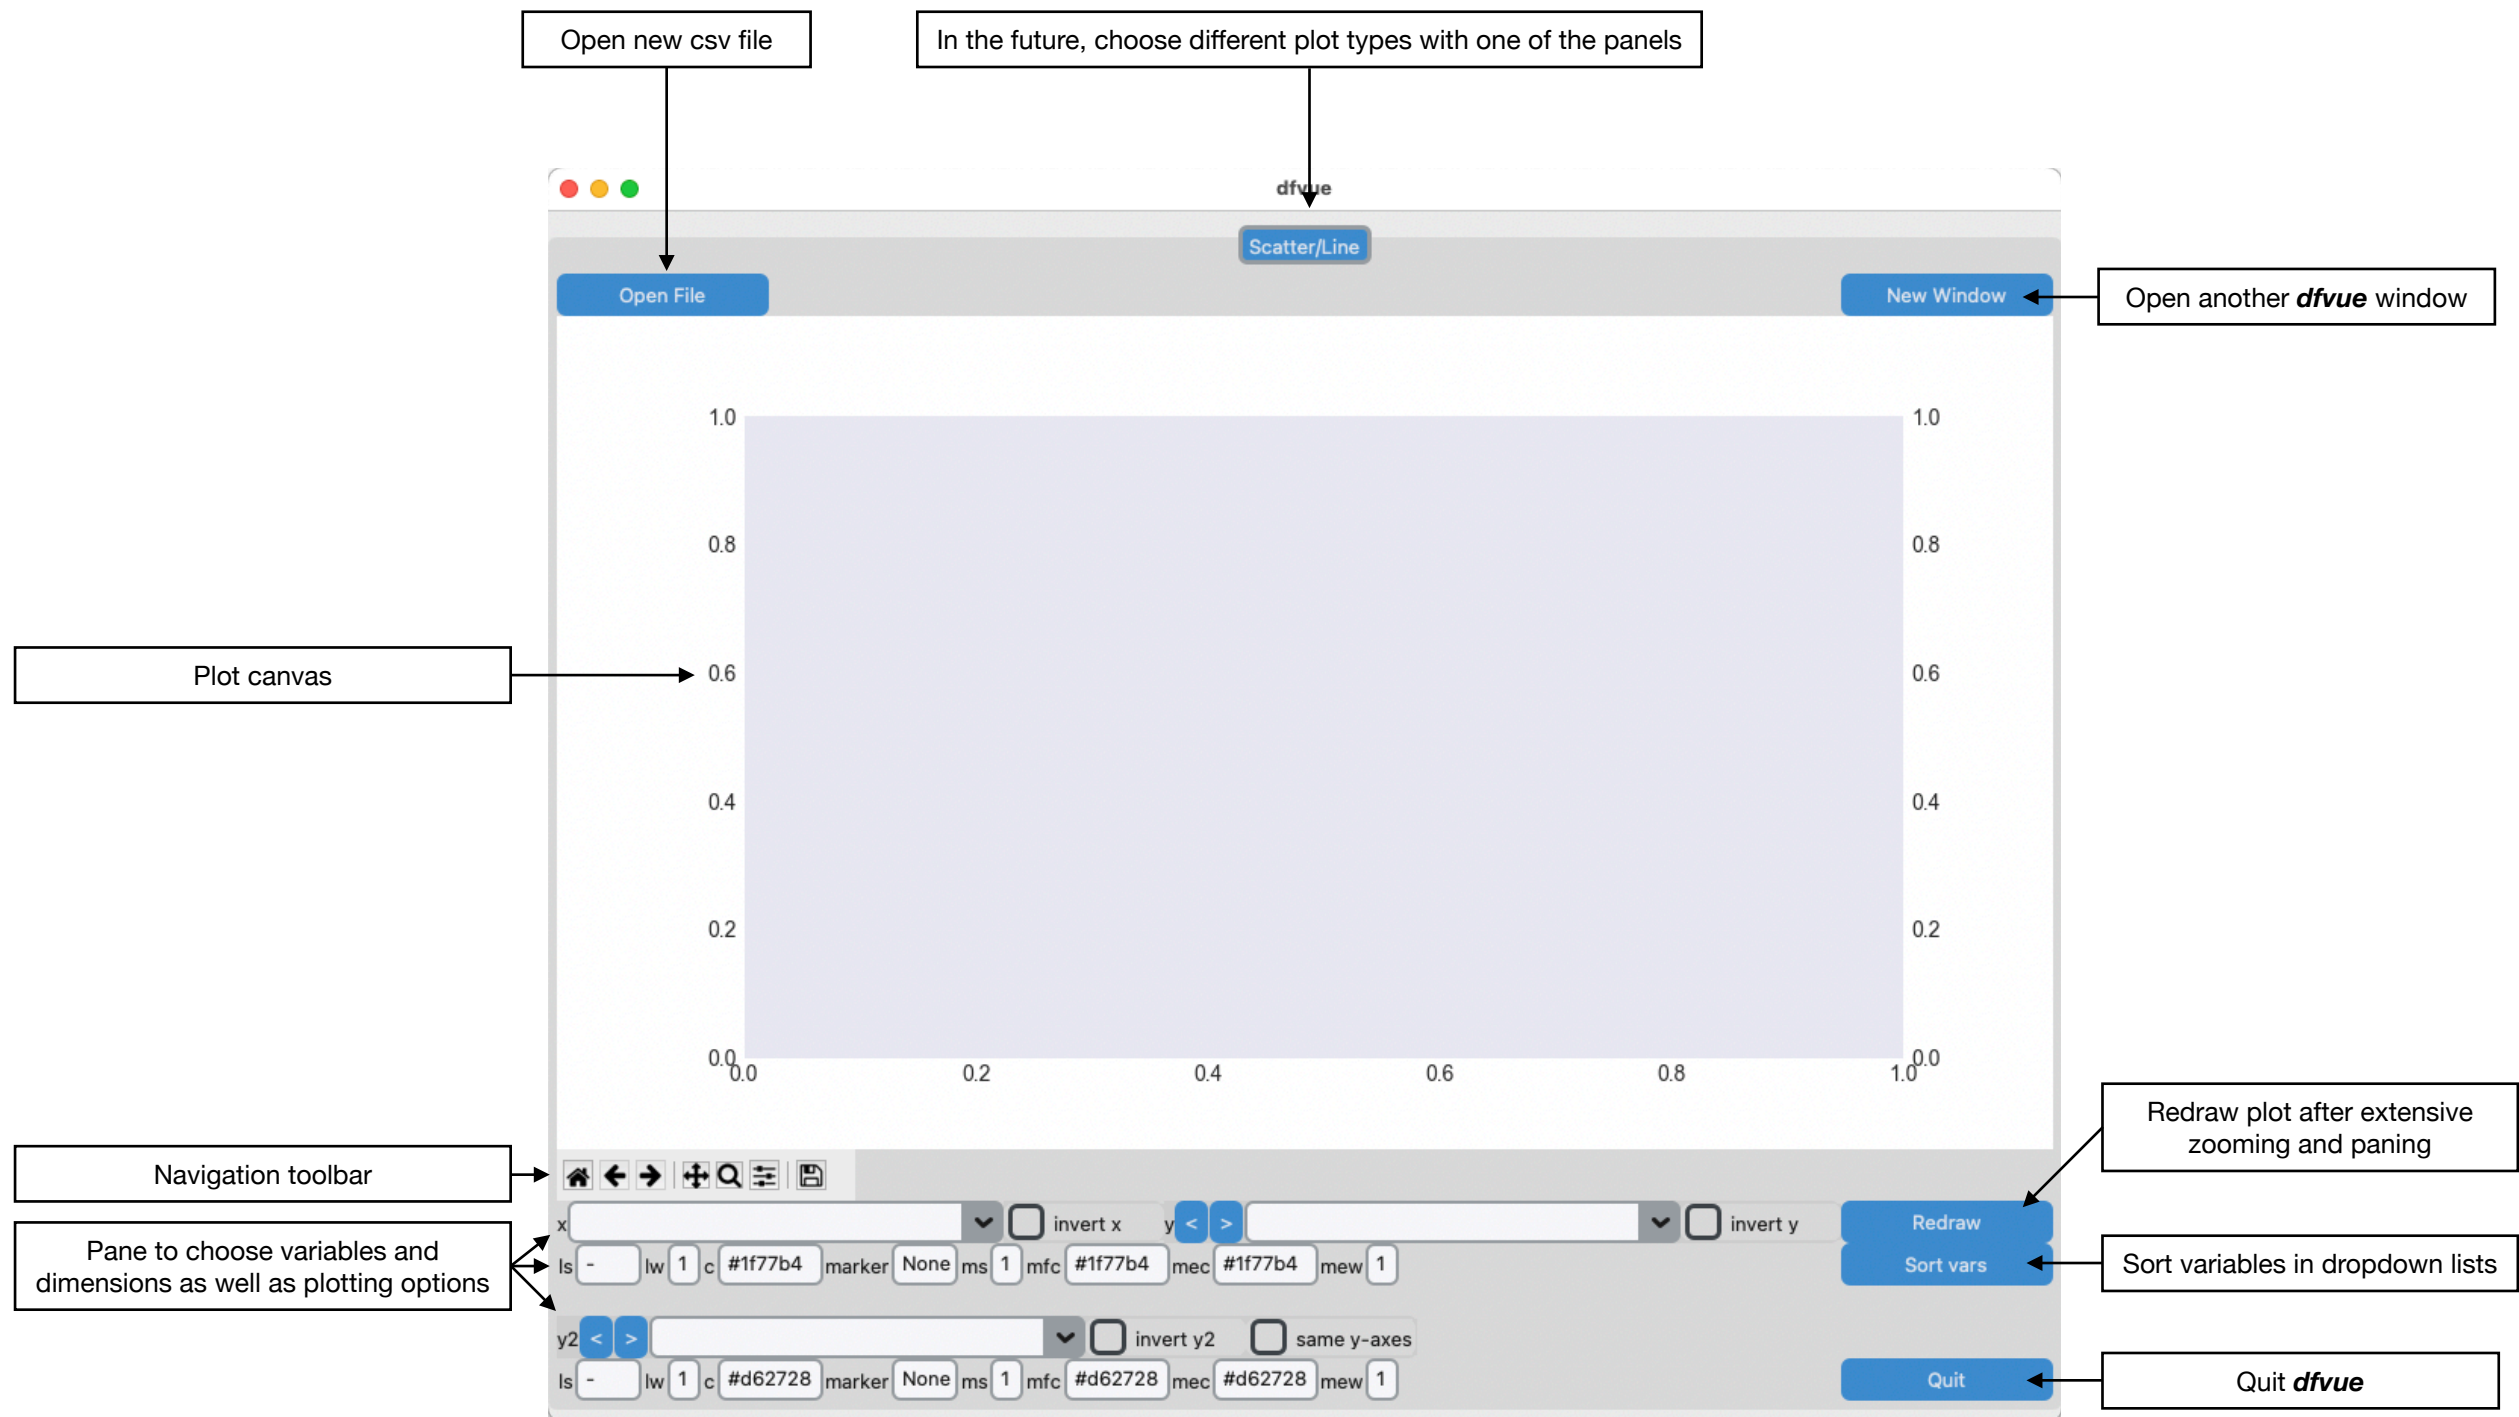 Open new csv file
In the future, choose different plot types with one of the panels
dfvue
Scatter/Line
Open File
New Window
Open another dfvue window
1.0
1.0
0.8
0.8
Plot canvas
0.6
0.6
0.4
0.4
0.2
0.2
0.0
0.0
0.0
0.2
0.4
0.6
0.8
1.0
Redraw plot after extensive
zooming and paning
Navigation toolbar
x
invert x
y
<
>
invert y
Redraw
Pane to choose variables and
dimensions as well as plotting options
ls - lw 1 c #1f77b4 marker None ms 1 mfc #1f77b4 mec #1f77b4 mew 1
Sort vars
Sort variables in dropdown lists
y2 < > invert y2 same y-axes
ls - lw 1 c #d62728 marker None ms 1 mfc #d62728 mec #d62728 mew 1
Quit
Quit dfvue